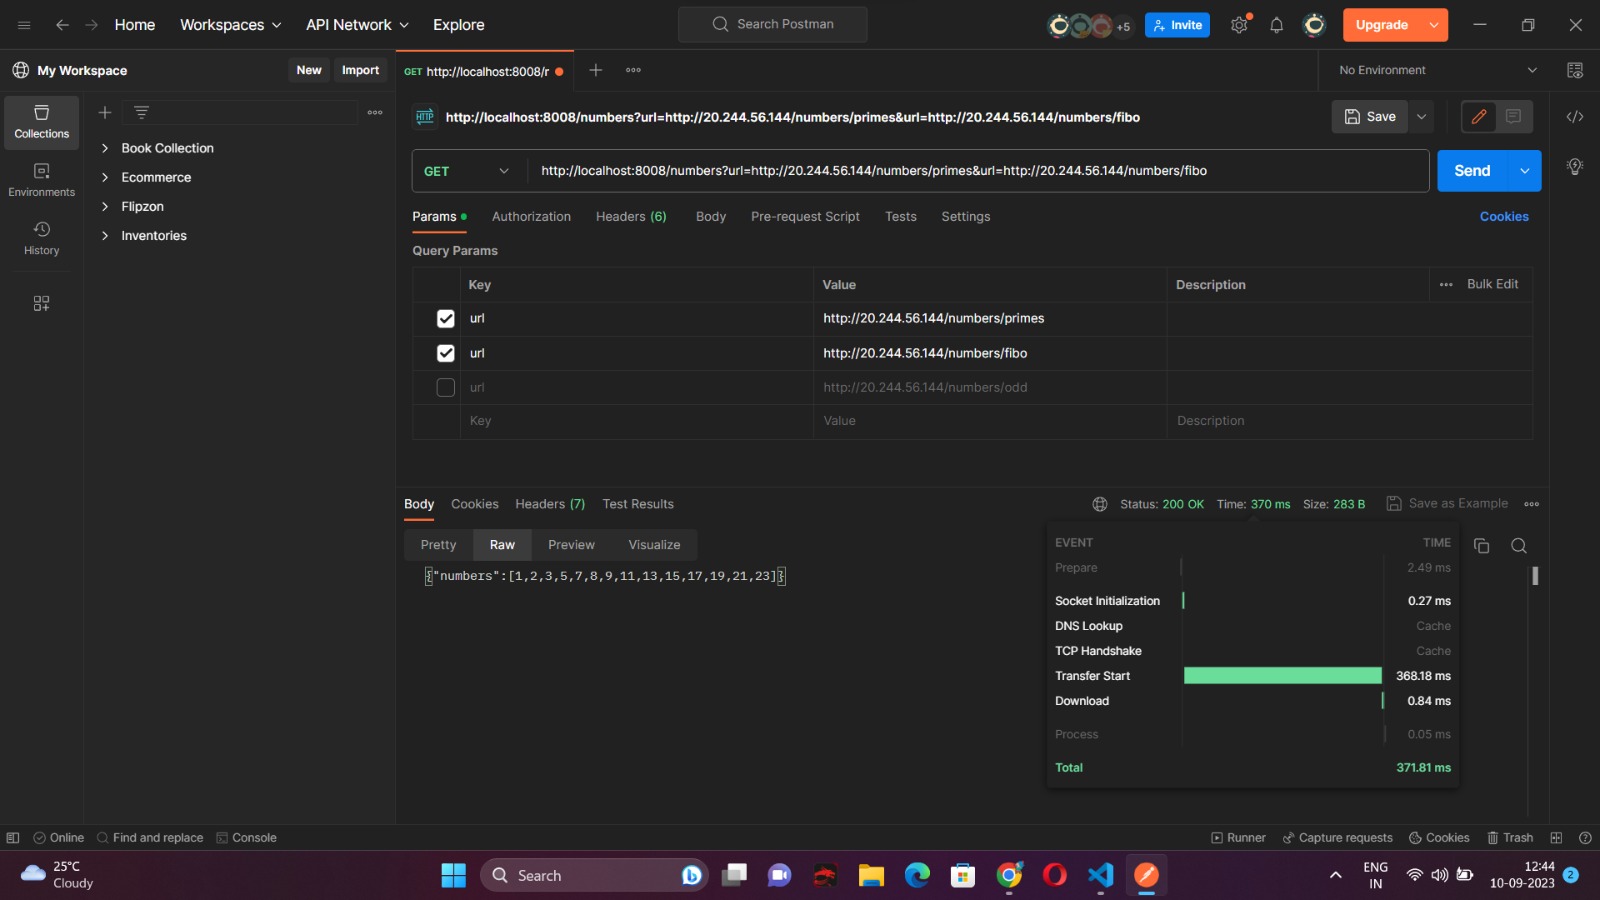 Home Workspaces API Network Explore Search Postman +5 Invite Upgrade
My Workspace New Import GET http://localhost:8008/r No Environment
Collections
Environments
History
Book Collection
Ecommerce
Flipzon
Inventories
HTTP http://localhost:8008/numbers?url=http://20.244.56.144/numbers/primes&url=http://20.244.56.144/numbers/fibo Save
GET http://localhost:8008/numbers?url=http://20.244.56.144/numbers/primes&url=http://20.244.56.144/numbers/fibo Send
Params Authorization Headers (6) Body Pre-request Script Tests Settings Cookies
Query Params
Key Value Description Bulk Edit
url http://20.244.56.144/numbers/primes
url http://20.244.56.144/numbers/fibo
url http://20.244.56.144/numbers/odd
Key Value Description
Body Cookies Headers (7) Test Results Status: 200 OK Time: 370 ms Size: 283 B Save as Example
Pretty Raw Preview Visualize
{"numbers":[1,2,3,5,7,8,9,11,13,15,17,19,21,23]}
EVENT TIME
Prepare 2.49 ms
Socket Initialization 0.27 ms
DNS Lookup Cache
TCP Handshake Cache
Transfer Start 368.18 ms
Download 0.84 ms
Process 0.05 ms
Total 371.81 ms
Online Find and replace Console Runner Capture requests Cookies Trash
25°C
Cloudy
Search
ENG
IN
12:44
10-09-2023
2